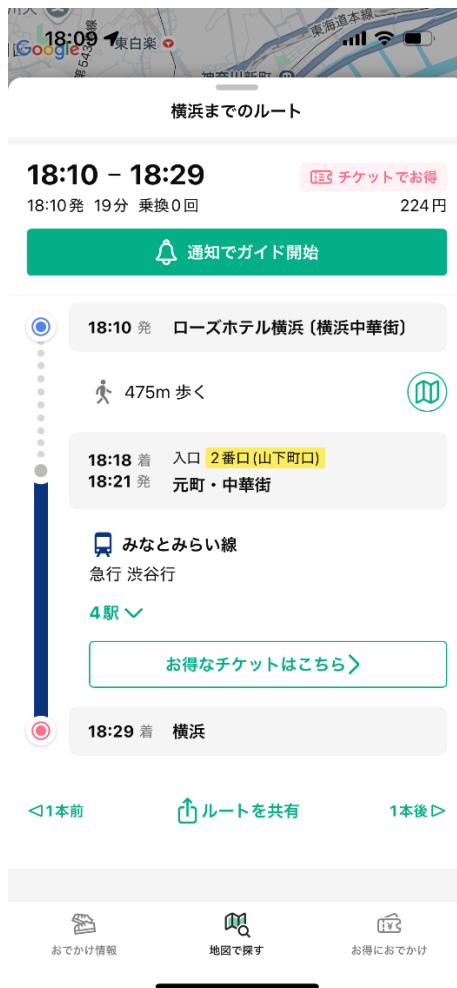 東海道本線
18:09
Google
東白楽
神奈川新町
横浜までのルート
18:10 − 18:29
チケットでお得
18:10発 19分 乗換0回
224円
通知でガイド開始
18:10 発 ローズホテル横浜〔横浜中華街〕
475m 歩く
18:18 着 入口 2番口(山下町口)
18:21 発 元町・中華街
みなとみらい線
急行 渋谷行
4駅
お得なチケットはこちら
18:29 着 横浜
1本前
ルートを共有
1本後
おでかけ情報
地図で探す
お得におでかけ